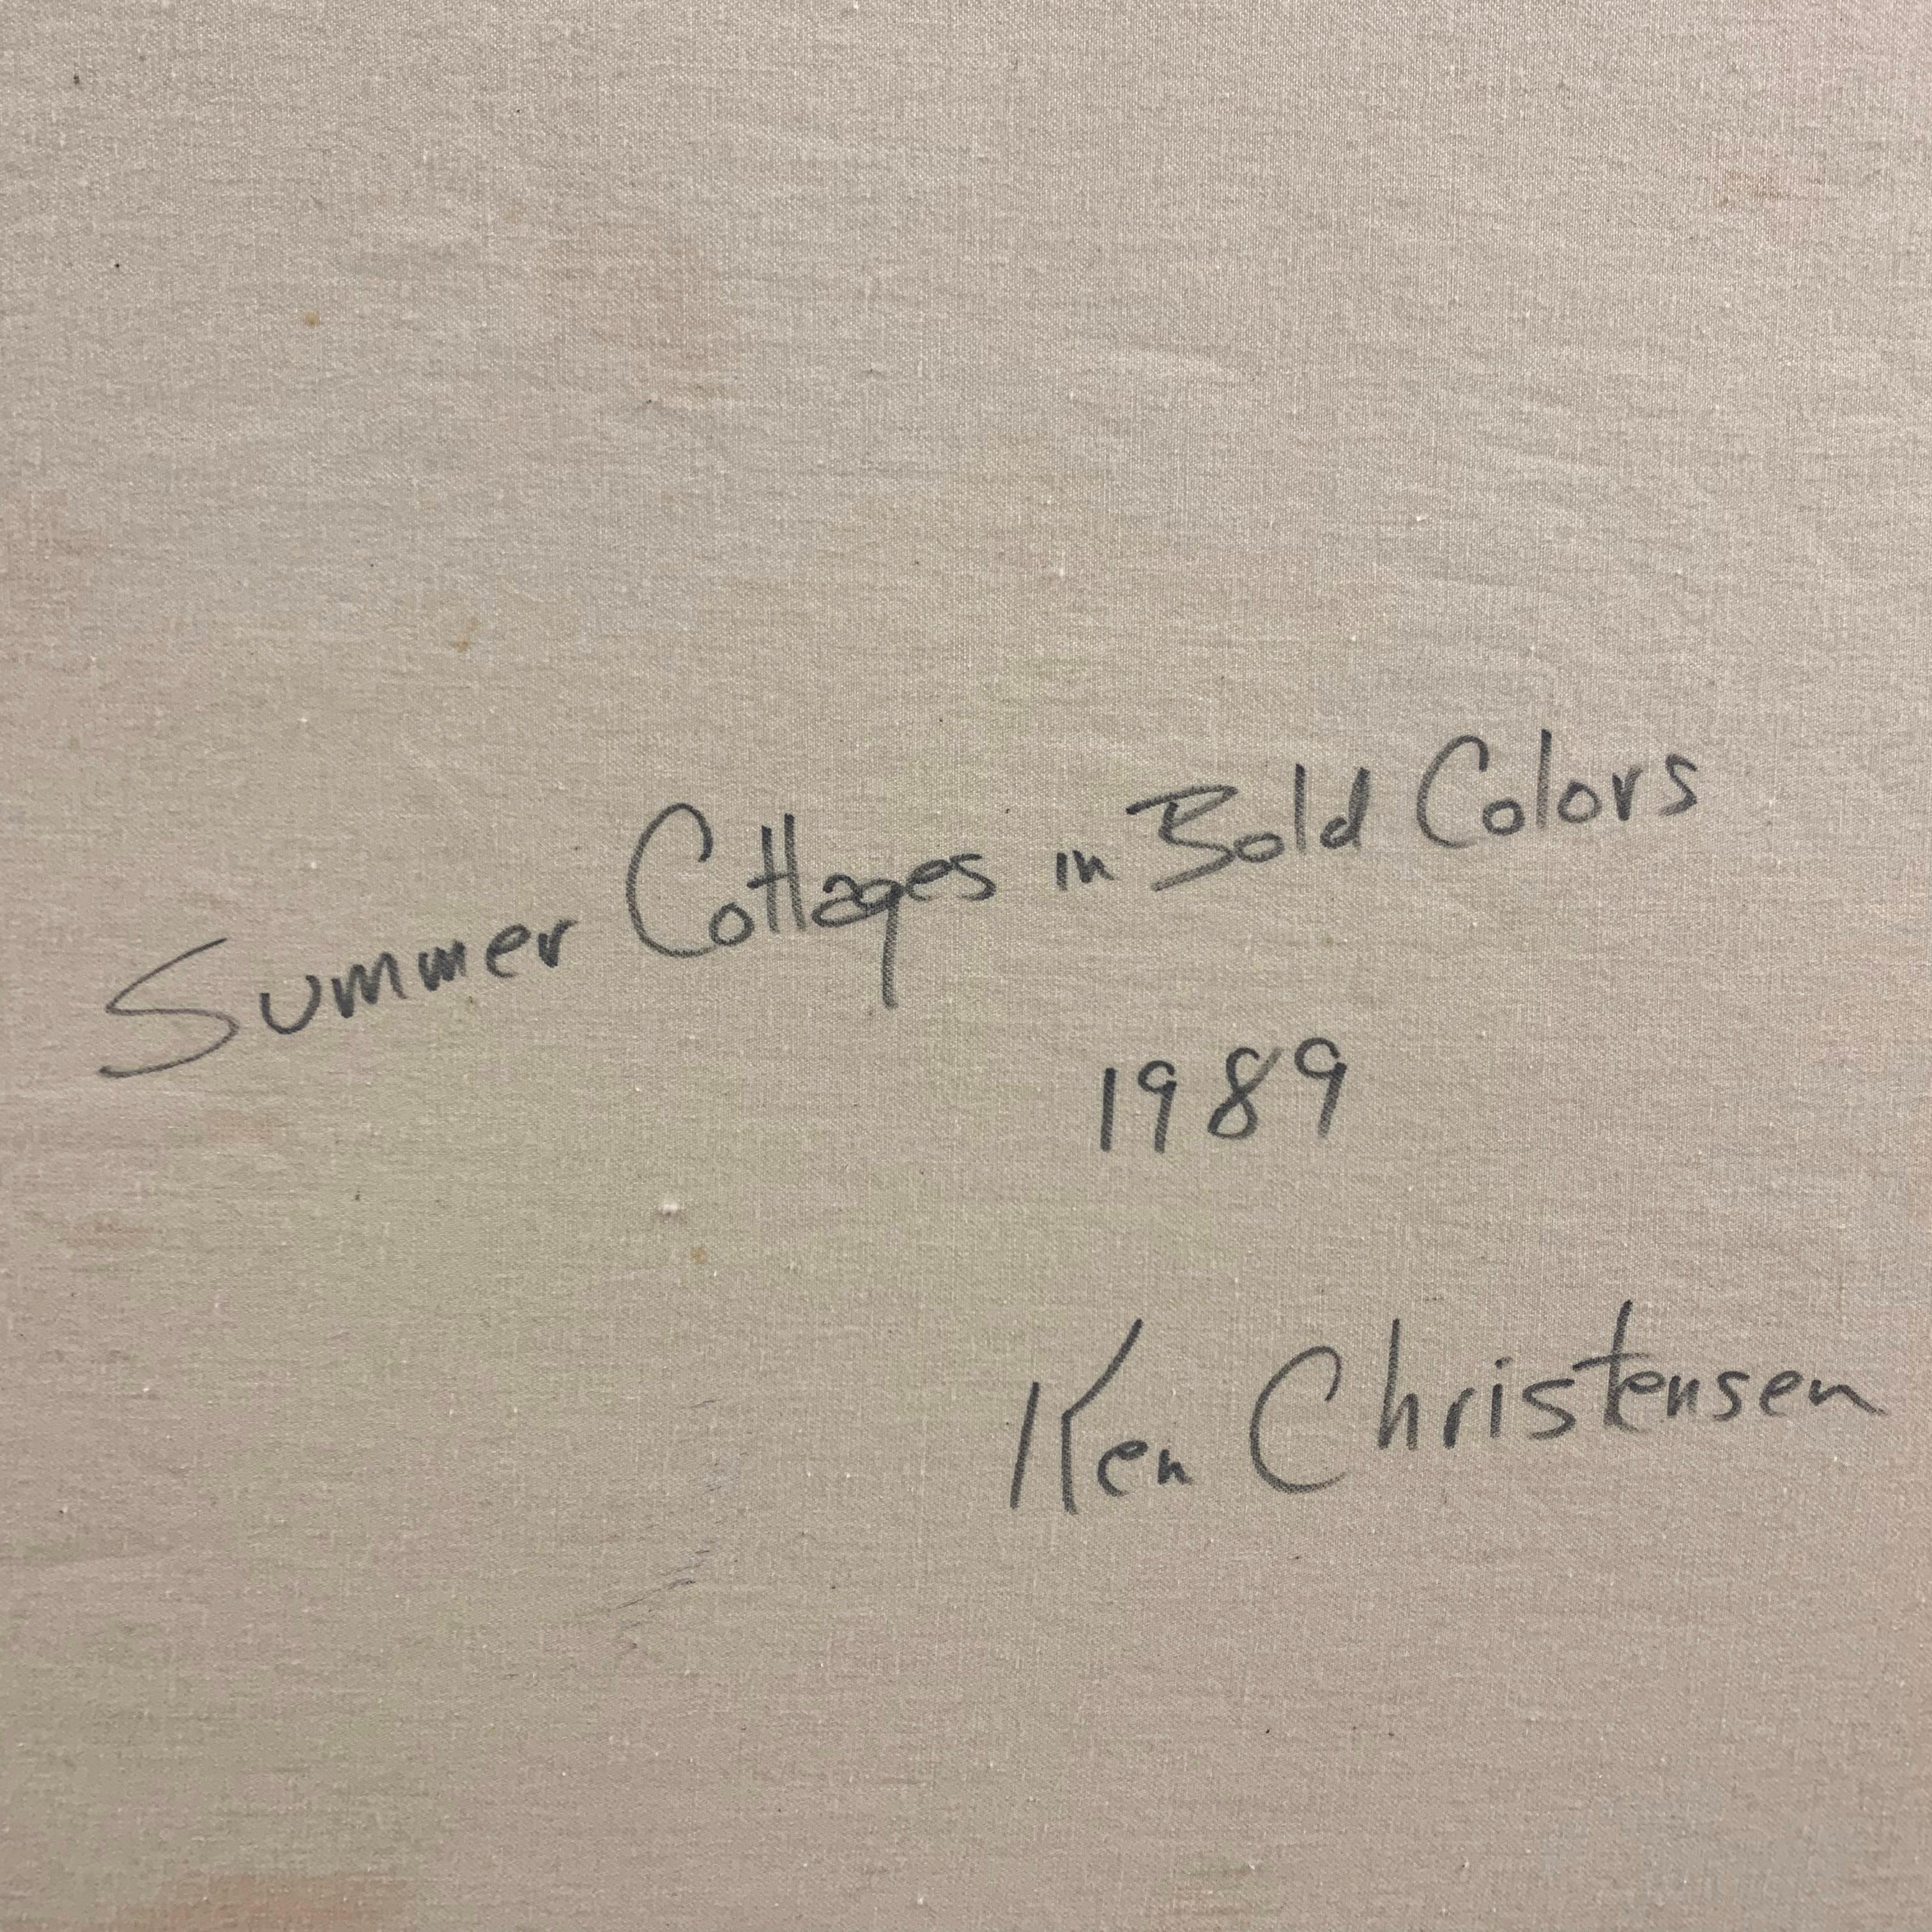 Summer Cottages in Bold Colors
1989
Ken Christensen